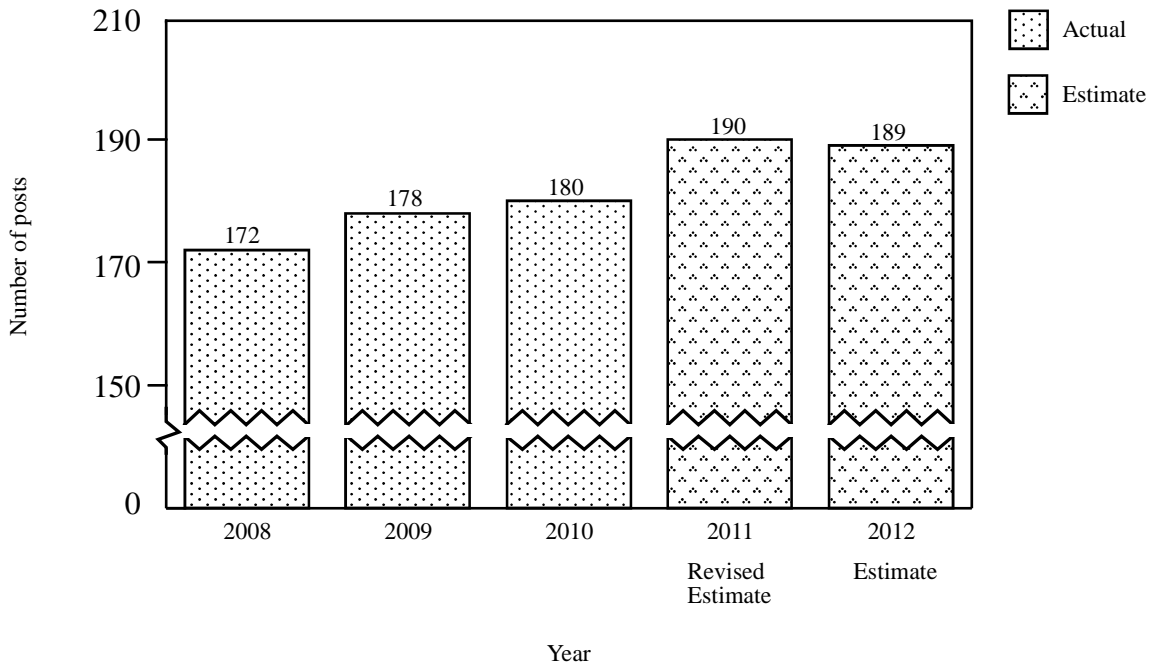 210
190
170
150
0
Number of posts
172
178
180
190
189
2008
2009
2010
2011
2012
Revised
Estimate
Estimate
Year
Actual
Estimate